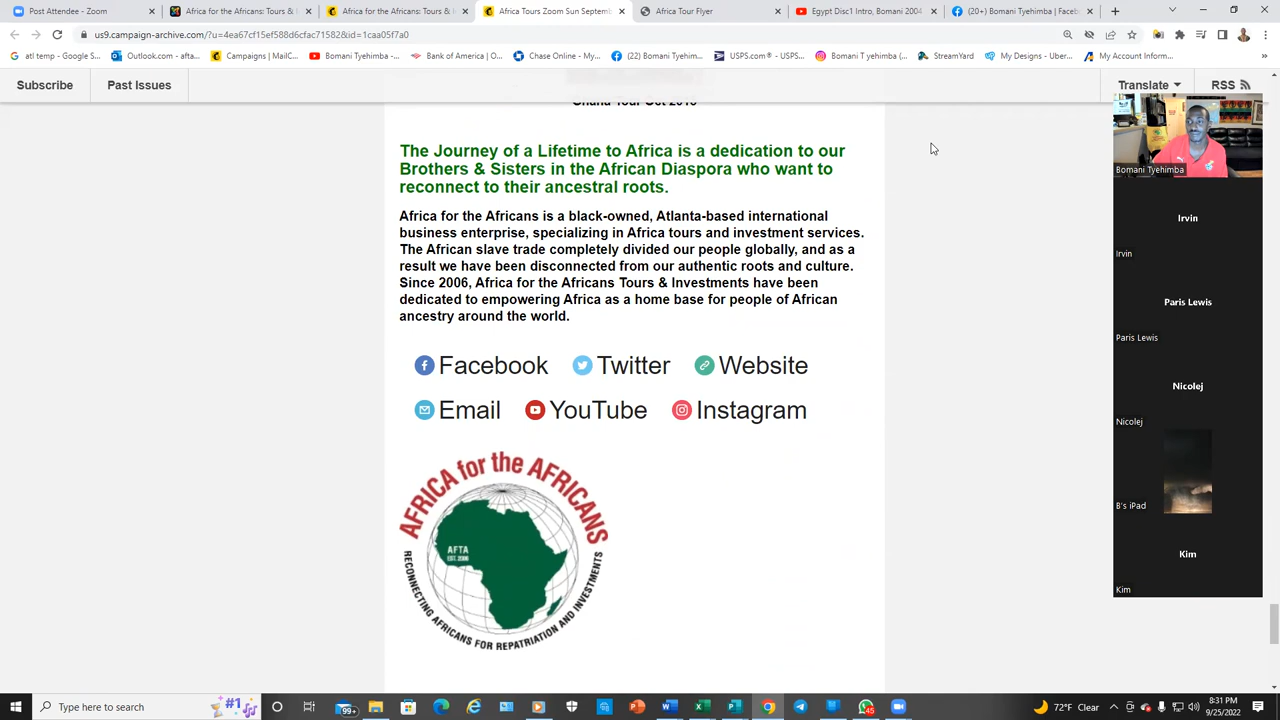 Post Attendee - Zoom
Africa for the Africans: Tours & I
Africa for the Africans: Tours & I
Africa Tours Zoom Sun Septemb
Africa Tour Flyer
Egypt Disc1 Intro Bomani 2004
(20+) Bomani Tyehimba | Faceb
us9.campaign-archive.com/?u=4ea67cf15ef588d6cfac71582&id=1caa05f7a0
atl temp - Google S...
Outlook.com - afta...
Campaigns | MailC...
Bomani Tyehimba -...
Bank of America | O...
Chase Online - My...
(22) Bomani Tyehim...
USPS.com® - USPS...
Bomani T yehimba (...
StreamYard
My Designs - Uber...
My Account Inform...
Subscribe
Past Issues
Translate
RSS
Ghana Tour Oct 2018
The Journey of a Lifetime to Africa is a dedication to our
Brothers & Sisters in the African Diaspora who want to
reconnect to their ancestral roots.
Africa for the Africans is a black-owned, Atlanta-based international
business enterprise, specializing in Africa tours and investment services.
The African slave trade completely divided our people globally, and as a
result we have been disconnected from our authentic roots and culture.
Since 2006, Africa for the Africans Tours & Investments have been
dedicated to empowering Africa as a home base for people of African
ancestry around the world.
Facebook
Twitter
Website
Email
YouTube
Instagram
AFRICA for the AFRICANS
AFTA
EST. 2006
RECONNECTING AFRICANS FOR REPATRIATION AND INVESTMENTS
Bomani Tyehimba
Irvin
Irvin
Paris Lewis
Paris Lewis
Nicolej
Nicolej
B's iPad
Kim
Kim
Type here to search
#1
99+
45
72°F Clear
8:31 PM
9/25/2022